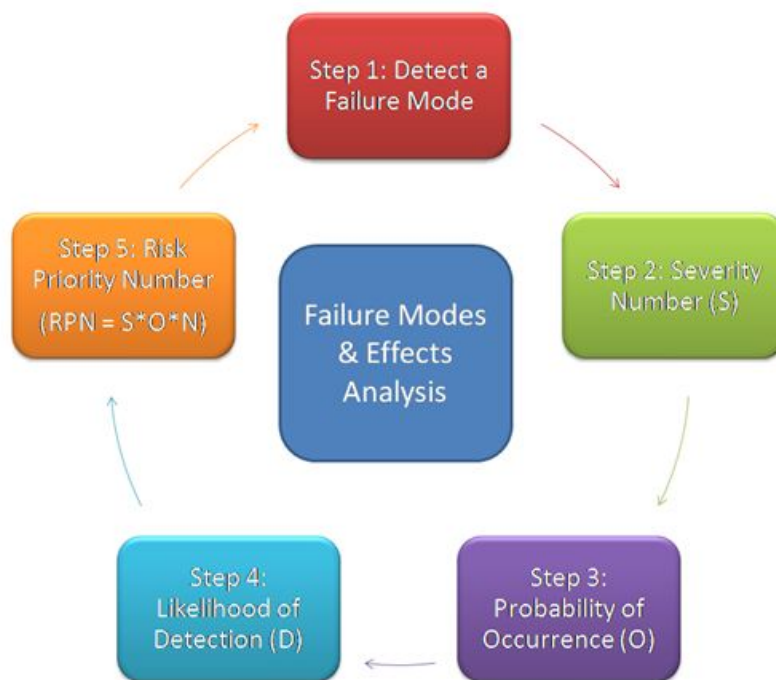 Step 1: Detect a
Failure Mode
Step 2: Severity
Number (S)
Step 3:
Probability of
Occurrence (O)
Step 4:
Likelihood of
Detection (D)
Step 5: Risk
Priority Number
(RPN = S*O*N)
Failure Modes
& Effects
Analysis